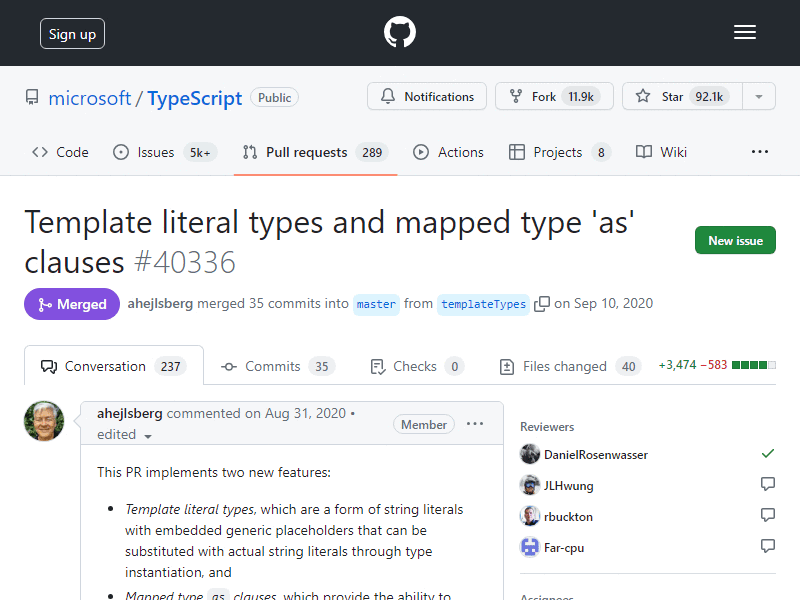 Sign up
microsoft / TypeScript Public
Notifications Fork 11.9k Star 92.1k
Code Issues 5k+ Pull requests 289 Actions Projects 8 Wiki
Template literal types and mapped type 'as'
clauses #40336
New issue
Merged ahejlsberg merged 35 commits into master from templateTypes on Sep 10, 2020
Conversation 237 Commits 35 Checks 0 Files changed 40 +3,474 −583
ahejlsberg commented on Aug 31, 2020 •
edited
Member
This PR implements two new features:
• Template literal types, which are a form of string literals
with embedded generic placeholders that can be
substituted with actual string literals through type
instantiation, and
• Mapped type as clauses, which provide the ability to
Reviewers
DanielRosenwasser
JLHwung
rbuckton
Far-cpu
Assignees